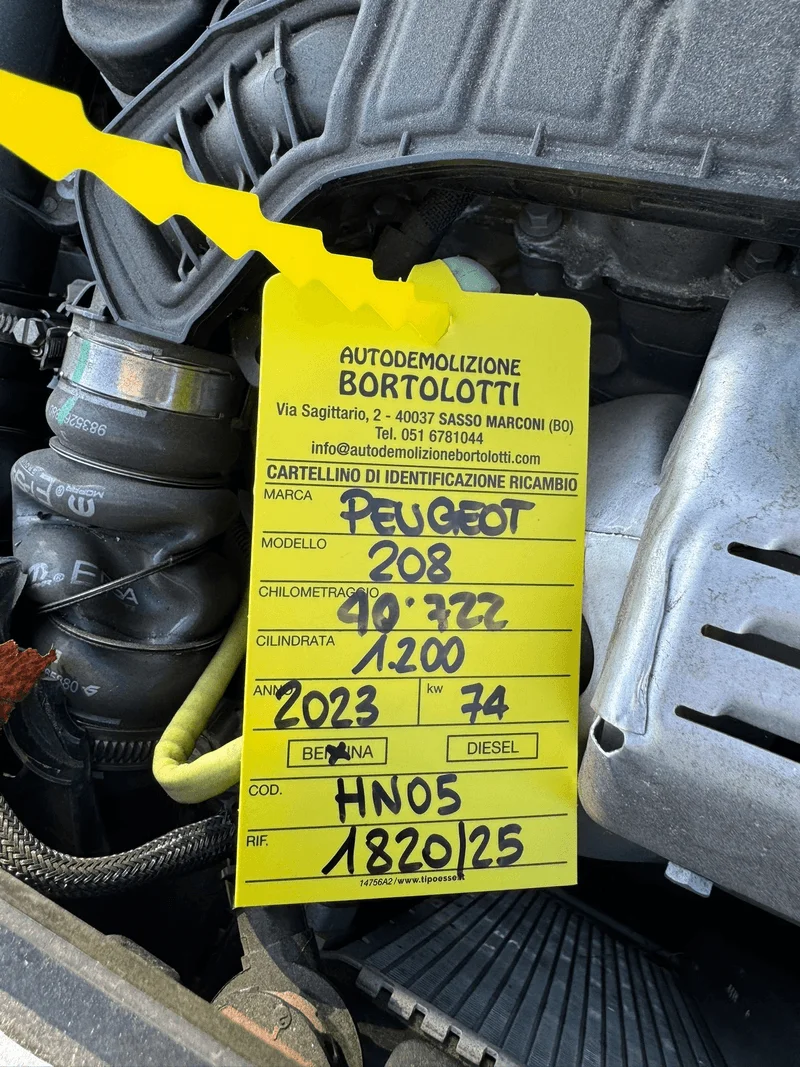 AUTODEMOLIZIONE
BORTOLOTTI
Via Sagittario, 2 - 40037 SASSO MARCONI (BO)
Tel. 051 6781044
info@autodemolizionebortolotti.com
CARTELLINO DI IDENTIFICAZIONE RICAMBIO
MARCA PEUGEOT
MODELLO 208
CHILOMETRAGGIO 40'722
CILINDRATA 1.200
ANNO 2023 kw 74
BENZINA DIESEL
COD. HN05
RIF. 1820/25
14756A2/www.tipoesse.it